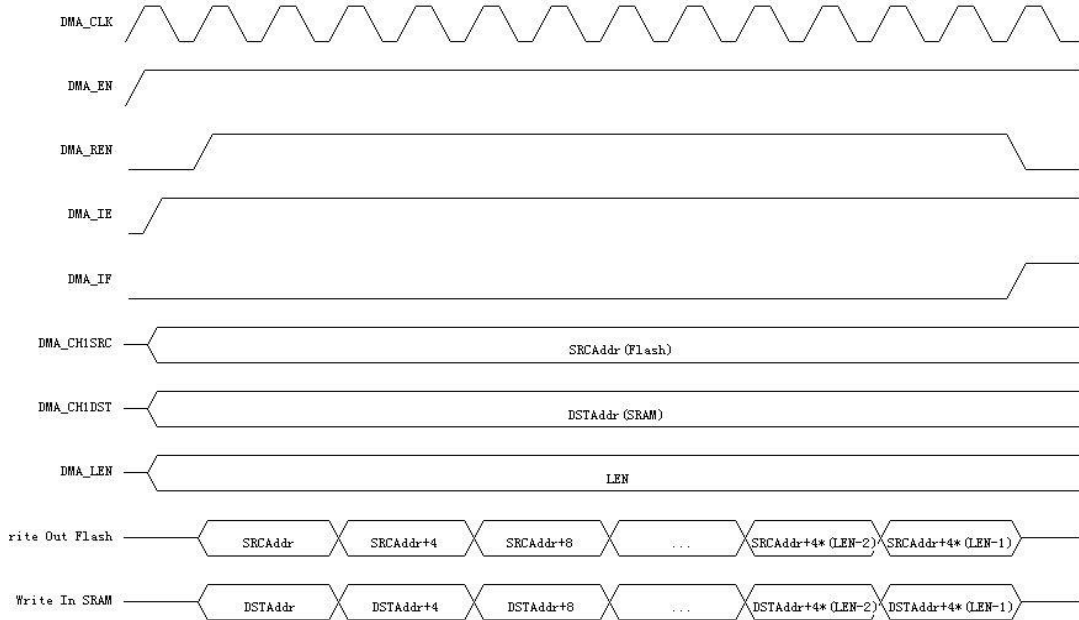 DMA_CLK
DMA_EN
DMA_REN
DMA_IE
DMA_IF
DMA_CH1SRC
SRCAddr(Flash)
DMA_CH1DST
DSTAddr(SRAM)
DMA_LEN
LEN
rite Out Flash SRCAddr SRCAddr+4 SRCAddr+8 ... SRCAddr+4*(LEN-2) SRCAddr+4*(LEN-1)
Write In SRAM DSTAddr DSTAddr+4 DSTAddr+8 ... DSTAddr+4*(LEN-2) DSTAddr+4*(LEN-1)